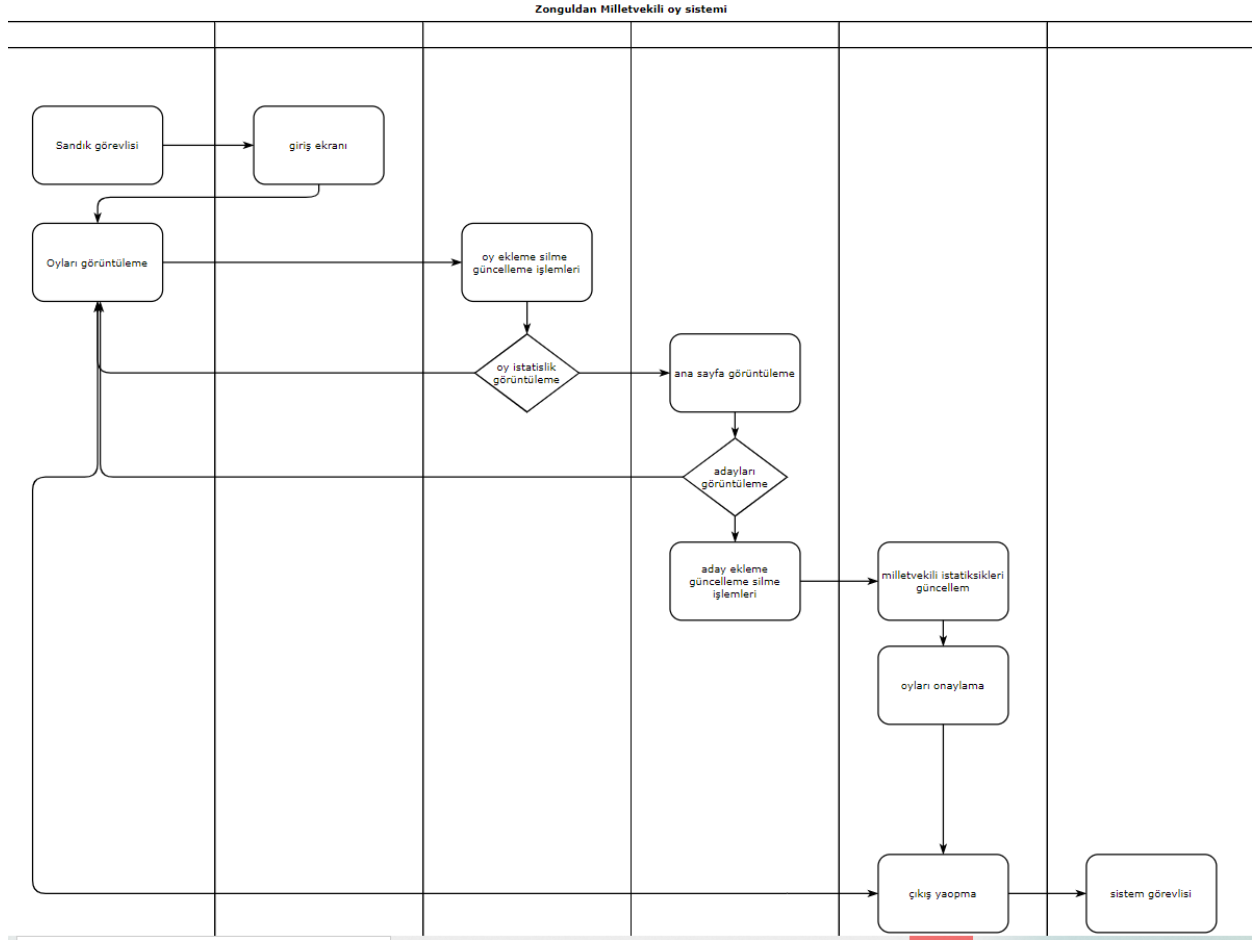 Zonguldan Milletvekili oy sistemi
Sandık görevlisi
giriş ekranı
Oyları görüntüleme
oy ekleme silme
güncelleme işlemleri
oy istatislik
görüntüleme
ana sayfa görüntüleme
adayları
görüntüleme
aday ekleme
güncelleme silme
işlemleri
milletvekili istatiksikleri
güncellem
oyları onaylama
çıkış yaopma
sistem görevlisi